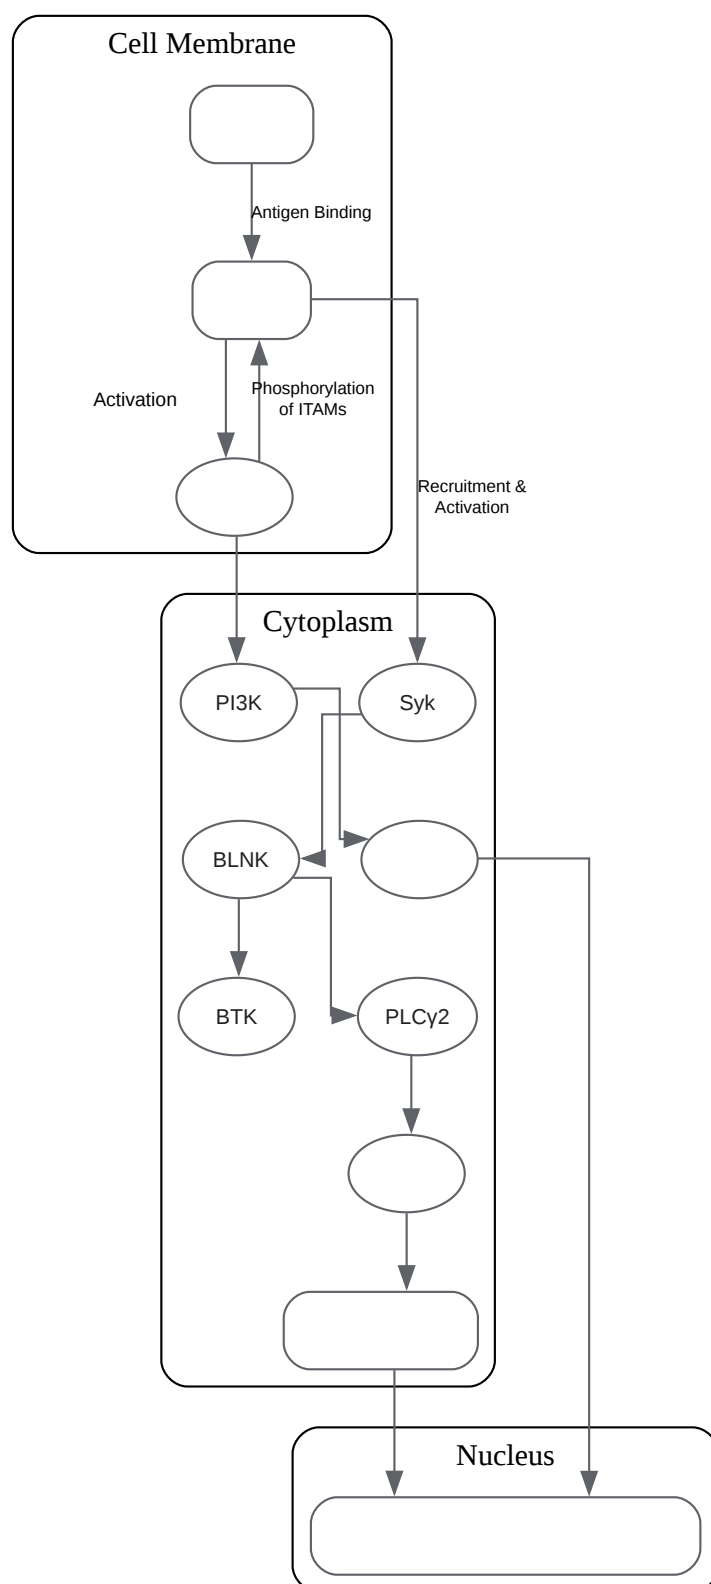 Cell Membrane
Antigen Binding
Activation
Phosphorylation
of ITAMs
Recruitment &
Activation
Cytoplasm
PI3K
Syk
BLNK
BTK
PLCγ2
Nucleus